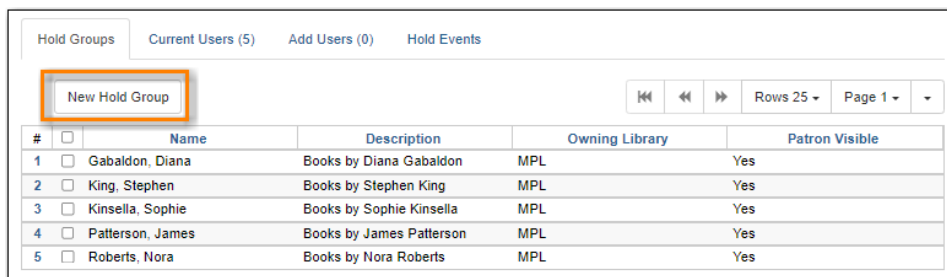 Hold Groups Current Users (5) Add Users (0) Hold Events
New Hold Group Rows 25 Page 1
# Name Description Owning Library Patron Visible
1 Gabaldon, Diana Books by Diana Gabaldon MPL Yes
2 King, Stephen Books by Stephen King MPL Yes
3 Kinsella, Sophie Books by Sophie Kinsella MPL Yes
4 Patterson, James Books by James Patterson MPL Yes
5 Roberts, Nora Books by Nora Roberts MPL Yes